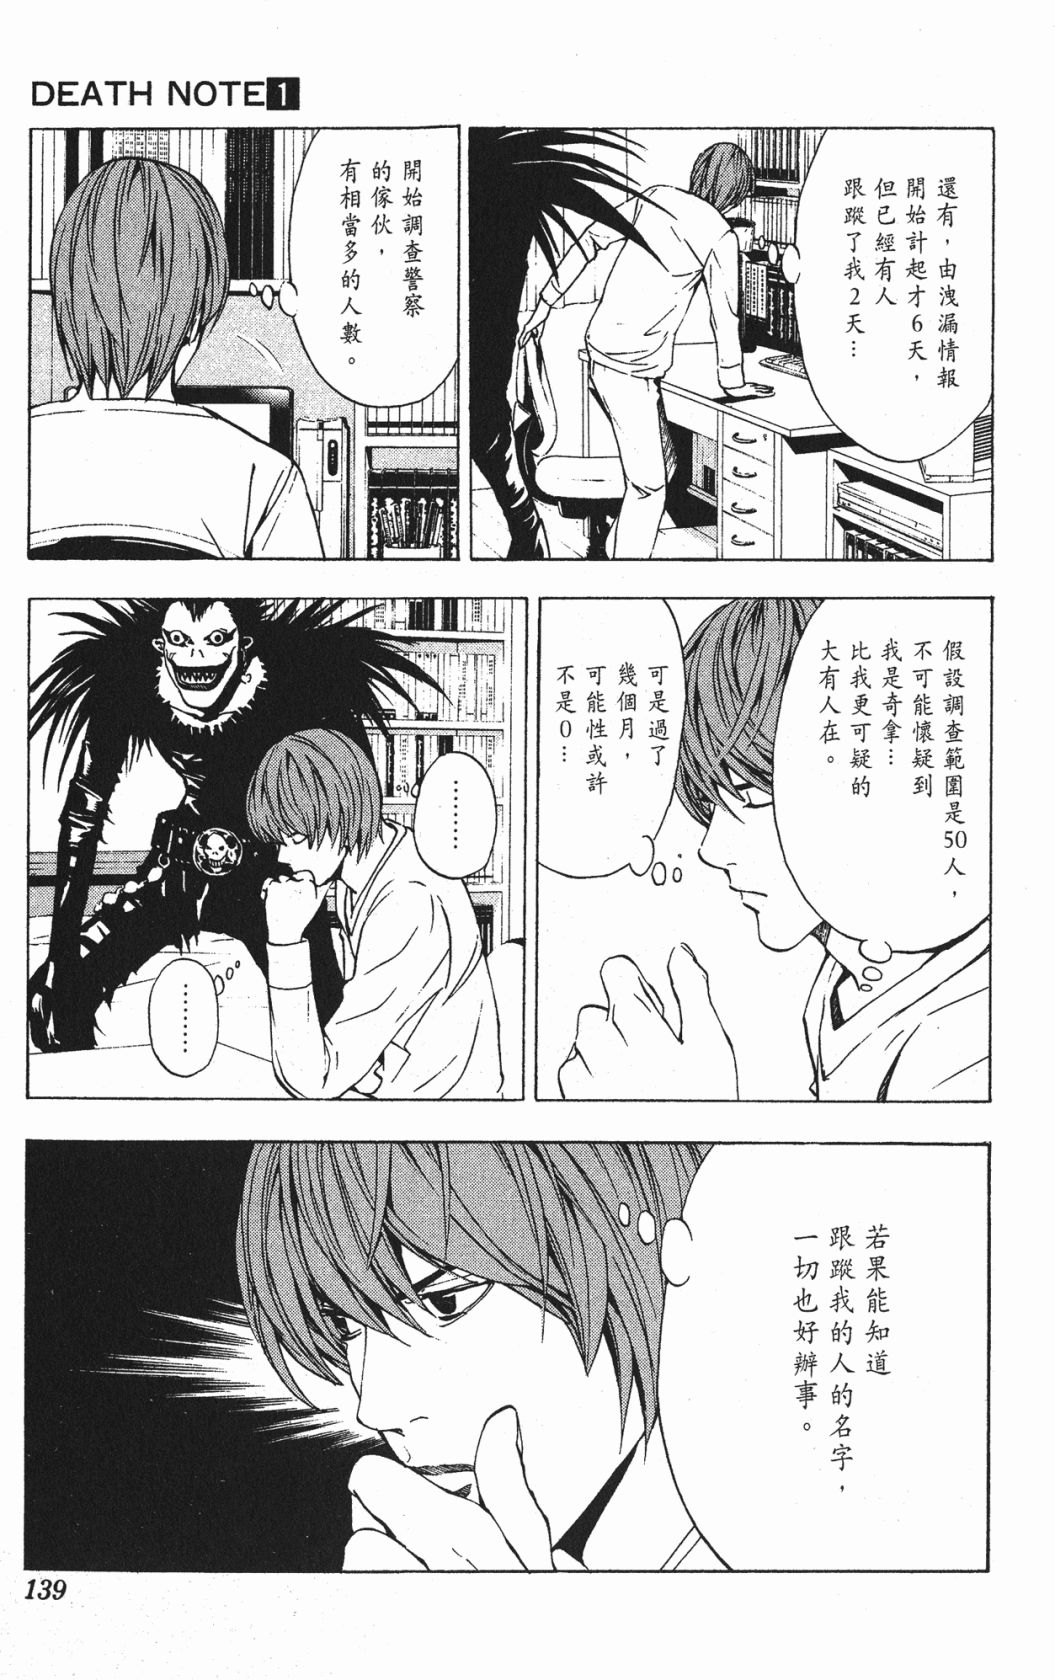 DEATH NOTE 1
還有，由洩漏情報
開始計起才6天，
但已經有人
跟蹤了我2天…
開始調查警察
的傢伙，
有相當多的人數。
假設調查範圍是50人，
不可能懷疑到
我是奇拿…
比我更可疑的
大有人在。
可是過了
幾個月，
可能性或許
不是0…
………
………
若果能知道
跟蹤我的人的名字，
一切也好辦事。
139